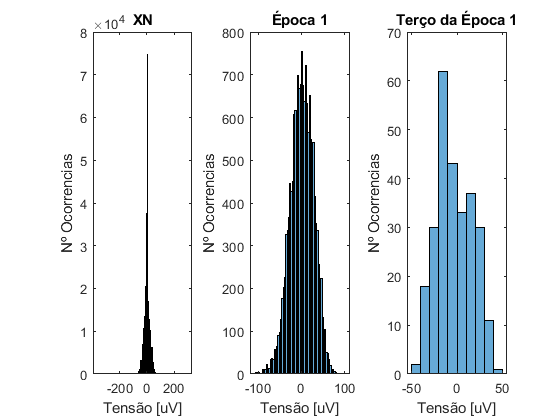 XN
×10⁴
Nº Ocorrencias
8
7
6
5
4
3
2
1
0
-200 0 200
Tensão [uV]
Época 1
Nº Ocorrencias
800
700
600
500
400
300
200
100
0
-100 0 100
Tensão [uV]
Terço da Época 1
Nº Ocorrencias
70
60
50
40
30
20
10
0
-50 0 50
Tensão [uV]